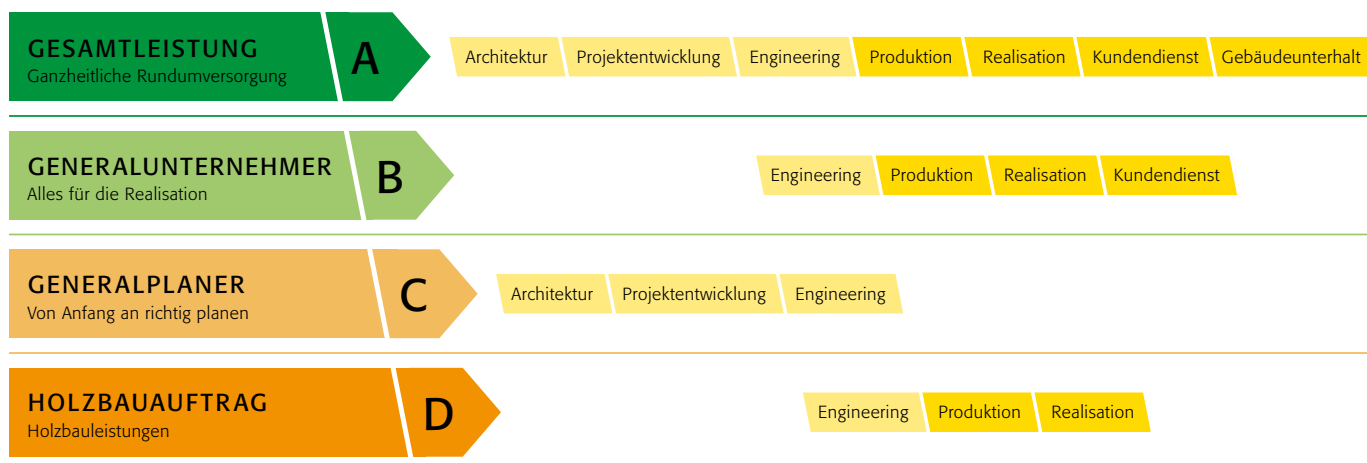 GESAMTLEISTUNG
Ganzheitliche Rundumversorgung
A
Architektur Projektentwicklung Engineering Produktion Realisation Kundendienst Gebäudeunterhalt
GENERALUNTERNEHMER
Alles für die Realisation
B
Engineering Produktion Realisation Kundendienst
GENERALPLANER
Von Anfang an richtig planen
C
Architektur Projektentwicklung Engineering
HOLZBAUAUFTRAG
Holzbauleistungen
D
Engineering Produktion Realisation